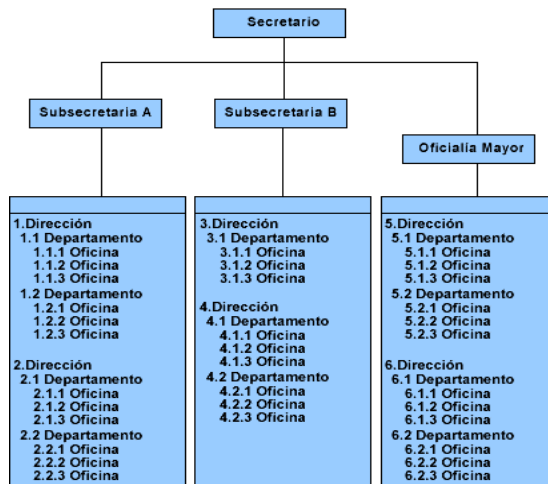 Secretario
Subsecretaria A
Subsecretaria B
Oficialía Mayor
1.Dirección
1.1 Departamento
1.1.1 Oficina
1.1.2 Oficina
1.1.3 Oficina
1.2 Departamento
1.2.1 Oficina
1.2.2 Oficina
1.2.3 Oficina
2.Dirección
2.1 Departamento
2.1.1 Oficina
2.1.2 Oficina
2.1.3 Oficina
2.2 Departamento
2.2.1 Oficina
2.2.2 Oficina
2.2.3 Oficina
3.Dirección
3.1 Departamento
3.1.1 Oficina
3.1.2 Oficina
3.1.3 Oficina
4.Dirección
4.1 Departamento
4.1.1 Oficina
4.1.2 Oficina
4.1.3 Oficina
4.2 Departamento
4.2.1 Oficina
4.2.2 Oficina
4.2.3 Oficina
5.Dirección
5.1 Departamento
5.1.1 Oficina
5.1.2 Oficina
5.1.3 Oficina
5.2 Departamento
5.2.1 Oficina
5.2.2 Oficina
5.2.3 Oficina
6.Dirección
6.1 Departamento
6.1.1 Oficina
6.1.2 Oficina
6.1.3 Oficina
6.2 Departamento
6.2.1 Oficina
6.2.2 Oficina
6.2.3 Oficina